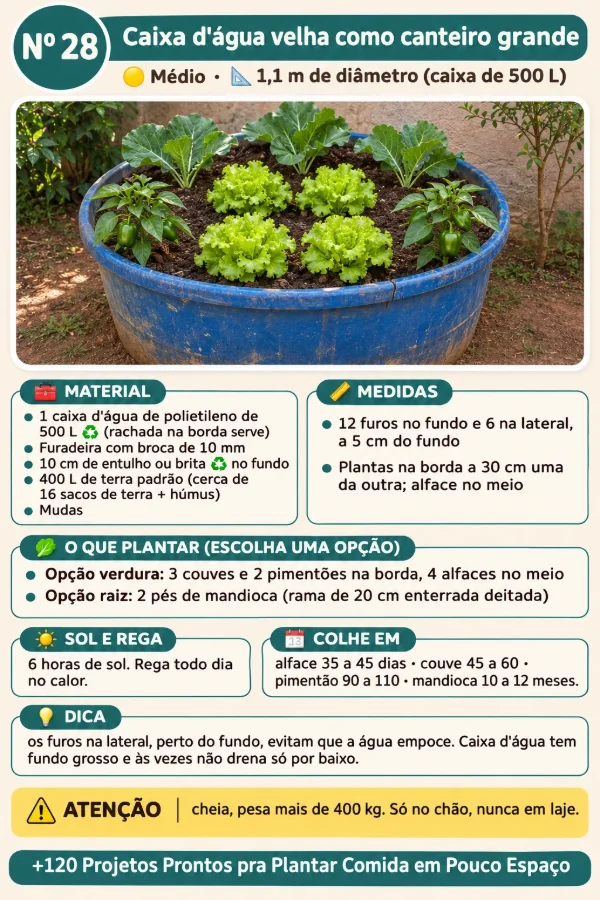 Nº 28
Caixa d'água velha como canteiro grande
Médio • 1,1 m de diâmetro (caixa de 500 L)
MATERIAL
• 1 caixa d'água de polietileno de
500 L ♻ (rachada na borda serve)
• Furadeira com broca de 10 mm
• 10 cm de entulho ou brita ♻ no fundo
• 400 L de terra padrão (cerca de
16 sacos de terra + húmus)
• Mudas
MEDIDAS
• 12 furos no fundo e 6 na lateral,
a 5 cm do fundo
• Plantas na borda a 30 cm uma
da outra; alface no meio
O QUE PLANTAR (ESCOLHA UMA OPÇÃO)
• Opção verdura: 3 couves e 2 pimentões na borda, 4 alfaces no meio
• Opção raiz: 2 pés de mandioca (rama de 20 cm enterrada deitada)
SOL E REGA
6 horas de sol. Rega todo dia
no calor.
13
COLHE EM
alface 35 a 45 dias • couve 45 a 60 •
pimentão 90 a 110 • mandioca 10 a 12 meses.
DICA
os furos na lateral, perto do fundo, evitam que a água empoce. Caixa d'água tem
fundo grosso e às vezes não drena só por baixo.
ATENÇÃO
cheia, pesa mais de 400 kg. Só no chão, nunca em laje.
+120 Projetos Prontos pra Plantar Comida em Pouco Espaço